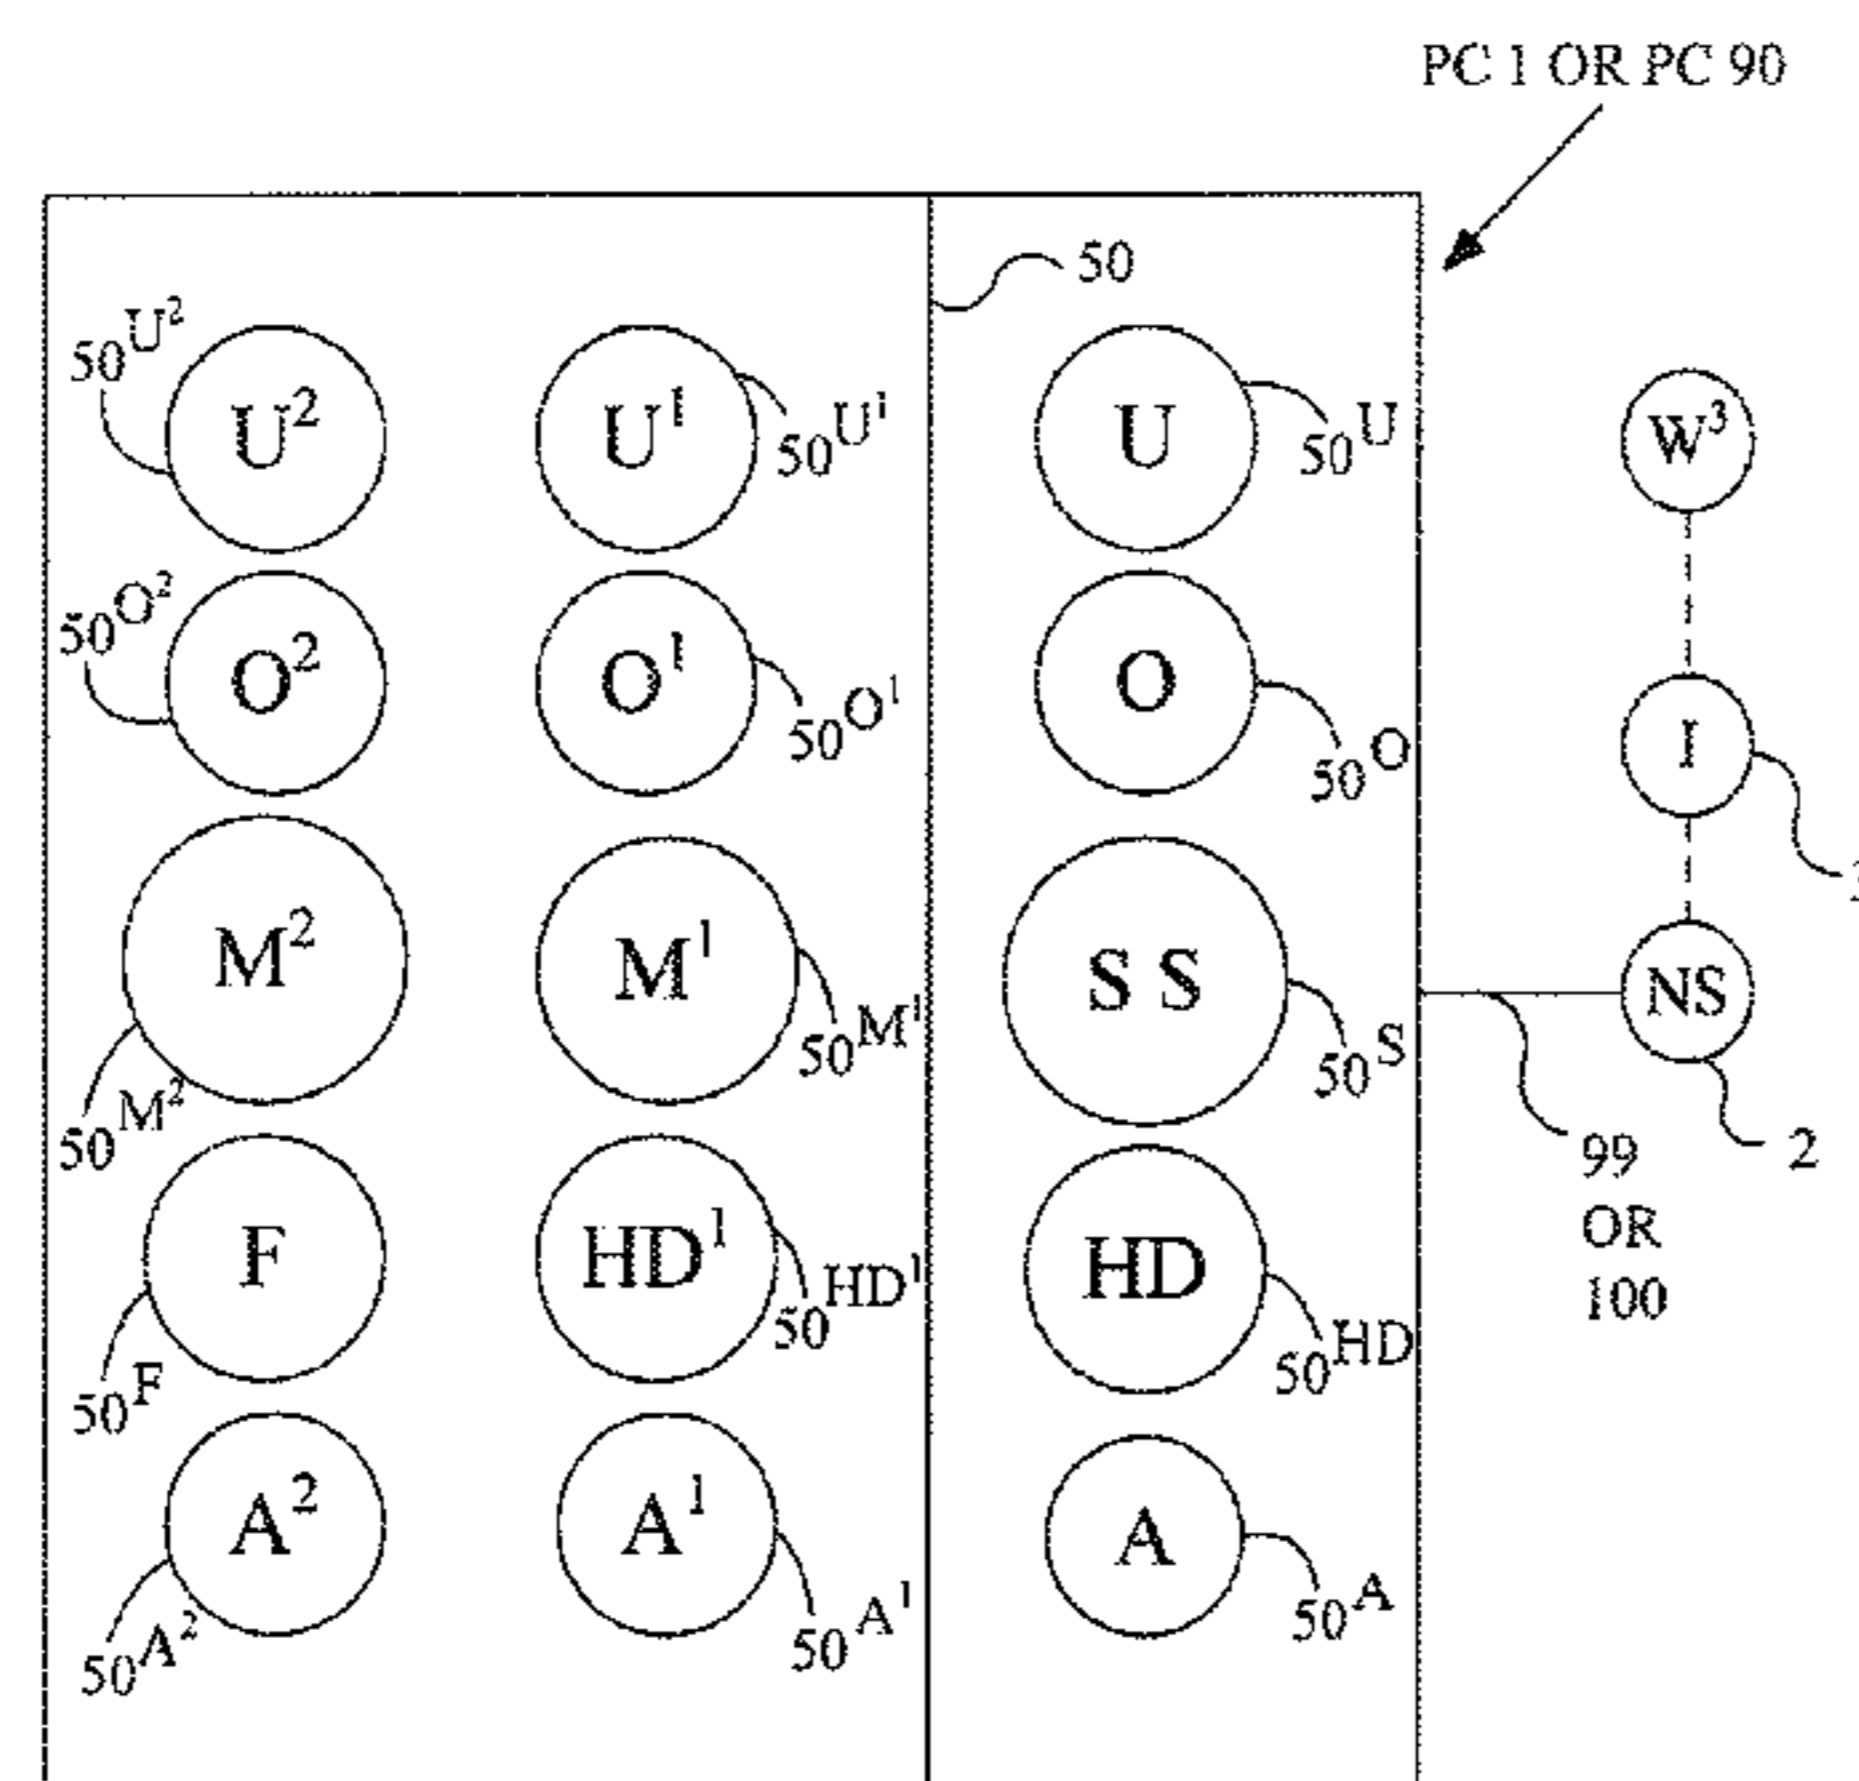 PC 1 OR PC 90
50
50U²
U²
U¹
50U¹
U
50U
W³
50O²
O²
O¹
50O¹
O
50O
I
M²
50M²
M¹
50M¹
S S
50S
NS
2
99
OR
100
F
50F
HD¹
50HD¹
HD
50HD
A²
50A²
A¹
50A¹
A
50A